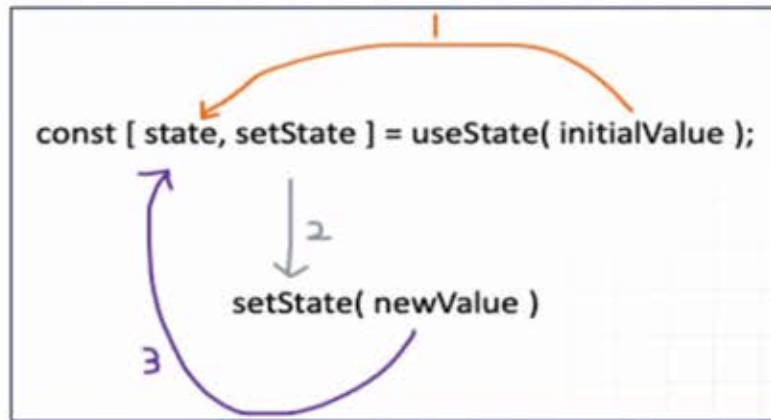 1
const [ state, setState ] = useState( initialValue );
2
setState( newValue )
3